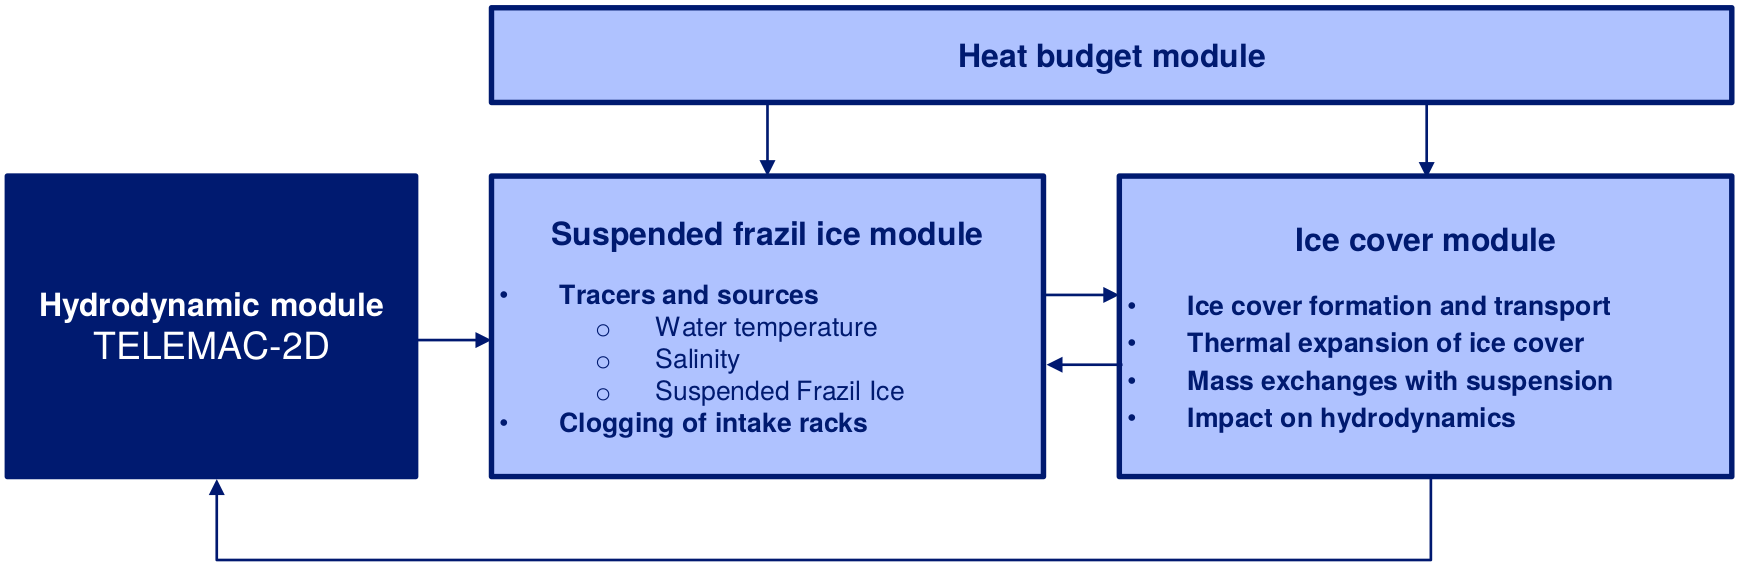 Heat budget module
Hydrodynamic module
TELEMAC-2D
Suspended frazil ice module
• Tracers and sources
o Water temperature
o Salinity
o Suspended Frazil Ice
• Clogging of intake racks
Ice cover module
• Ice cover formation and transport
• Thermal expansion of ice cover
• Mass exchanges with suspension
• Impact on hydrodynamics